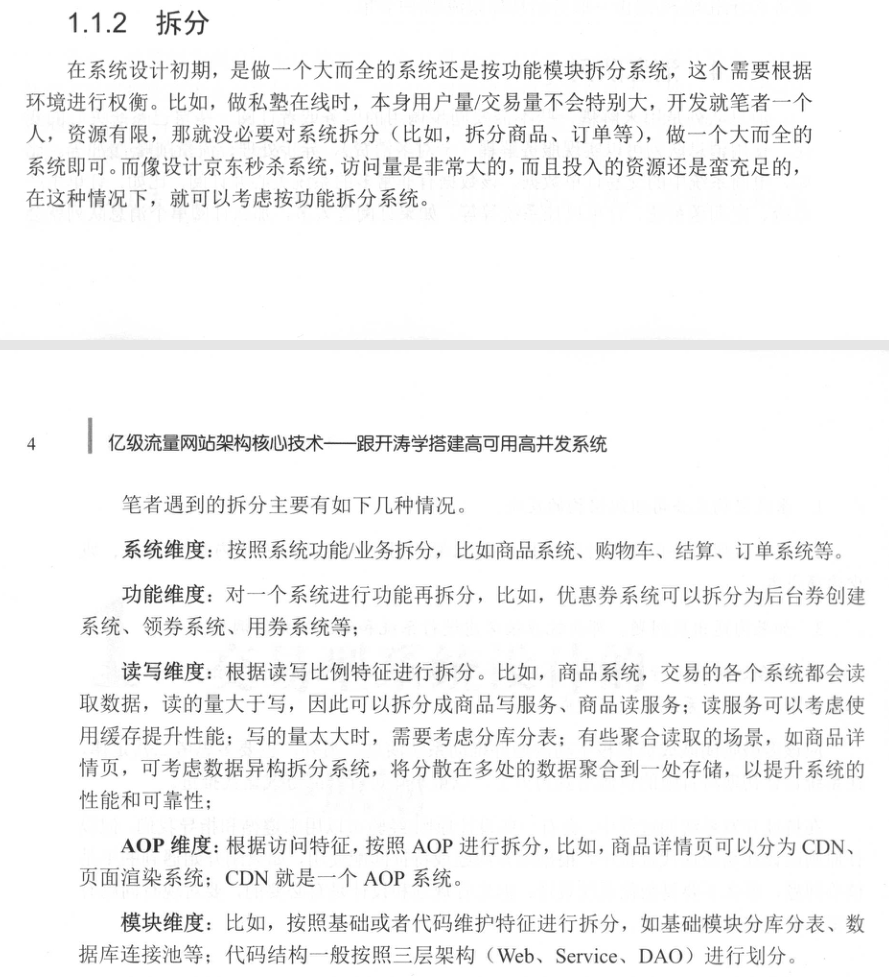 1.1.2 拆分
在系统设计初期，是做一个大而全的系统还是按功能模块拆分系统，这个需要根据
环境进行权衡。比如，做私塾在线时，本身用户量/交易量不会特别大，开发就笔者一个
人，资源有限，那就没必要对系统拆分（比如，拆分商品、订单等），做一个大而全的
系统即可。而像设计京东秒杀系统，访问量是非常大的，而且投入的资源还是蛮充足的，
在这种情况下，就可以考虑按功能拆分系统。
4 亿级流量网站架构核心技术——跟开涛学搭建高可用高并发系统
笔者遇到的拆分主要有如下几种情况。
系统维度：按照系统功能/业务拆分，比如商品系统、购物车、结算、订单系统等。
功能维度：对一个系统进行功能再拆分，比如，优惠券系统可以拆分为后台券创建
系统、领券系统、用券系统等；
读写维度：根据读写比例特征进行拆分。比如，商品系统，交易的各个系统都会读
取数据，读的量大于写，因此可以拆分成商品写服务、商品读服务；读服务可以考虑使
用缓存提升性能；写的量太大时，需要考虑分库分表；有些聚合读取的场景，如商品详
情页，可考虑数据异构拆分系统，将分散在多处的数据聚合到一处存储，以提升系统的
性能和可靠性；
AOP 维度：根据访问特征，按照 AOP 进行拆分，比如，商品详情页可以分为 CDN、
页面渲染系统；CDN 就是一个 AOP 系统。
模块维度：比如，按照基础或者代码维护特征进行拆分，如基础模块分库分表、数
据库连接池等；代码结构一般按照三层架构（Web、Service、DAO）进行划分。